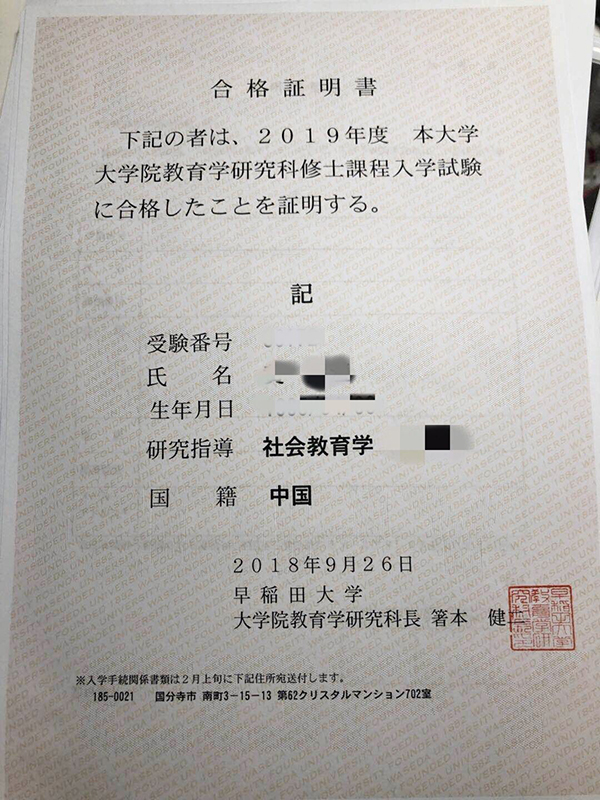 合格証明書
下記の者は、２０１９年度　本大学
大学院教育学研究科修士課程入学試験
に合格したことを証明する。
記
受験番号
氏　　名
生年月日
研究指導　社会教育学
国　　籍　中国
２０１８年９月２６日
早稲田大学
大学院教育学研究科長 箸本　健二
※入学手続関係書類は２月上旬に下記住所宛送付します。
185-0021　国分寺市 南町3－15－13 第62クリスタルマンション702室